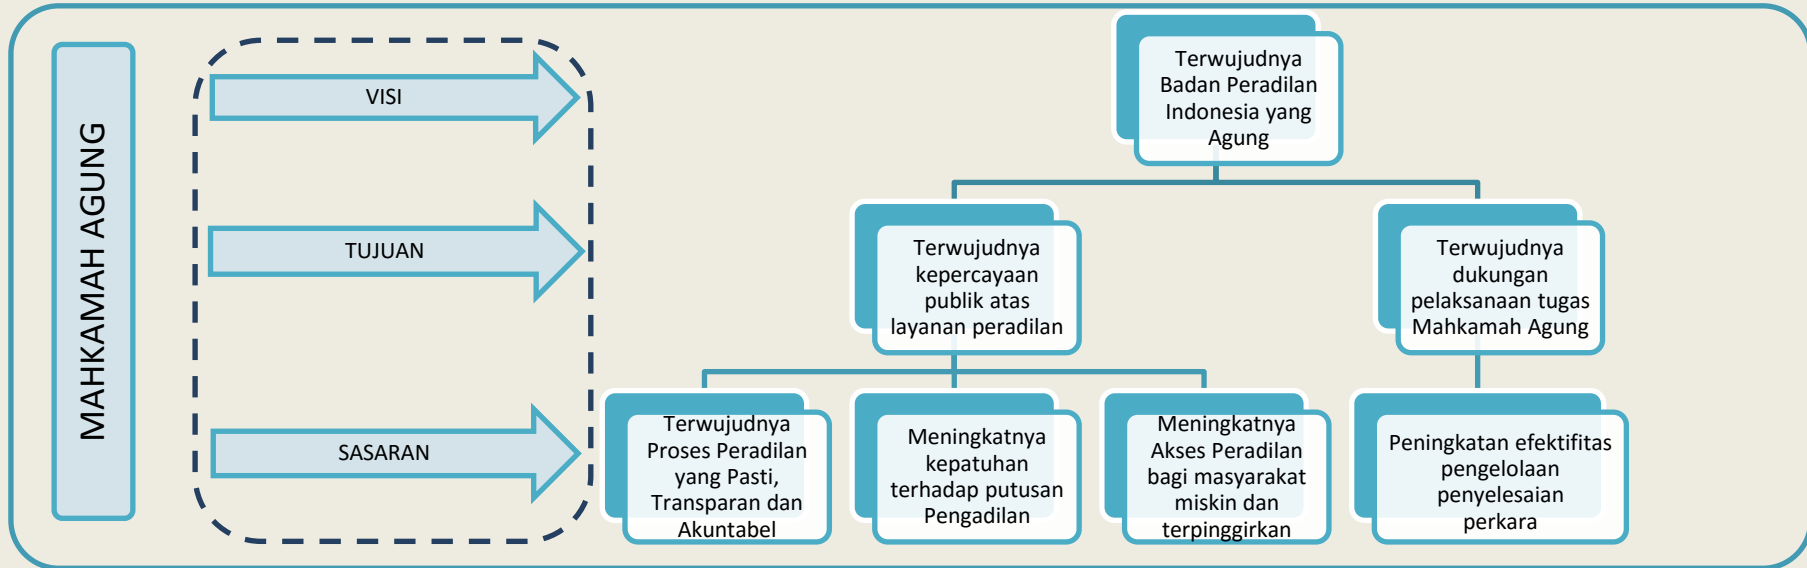 MAHKAMAH AGUNG
VISI
TUJUAN
SASARAN
Terwujudnya
Badan Peradilan
Indonesia yang
Agung
Terwujudnya
kepercayaan
publik atas
layanan peradilan
Terwujudnya
dukungan
pelaksanaan tugas
Mahkamah Agung
Terwujudnya
Proses Peradilan
yang Pasti,
Transparan dan
Akuntabel
Meningkatnya
kepatuhan
terhadap putusan
Pengadilan
Meningkatnya
Akses Peradilan
bagi masyarakat
miskin dan
terpinggirkan
Peningkatan efektifitas
pengelolaan
penyelesaian
perkara